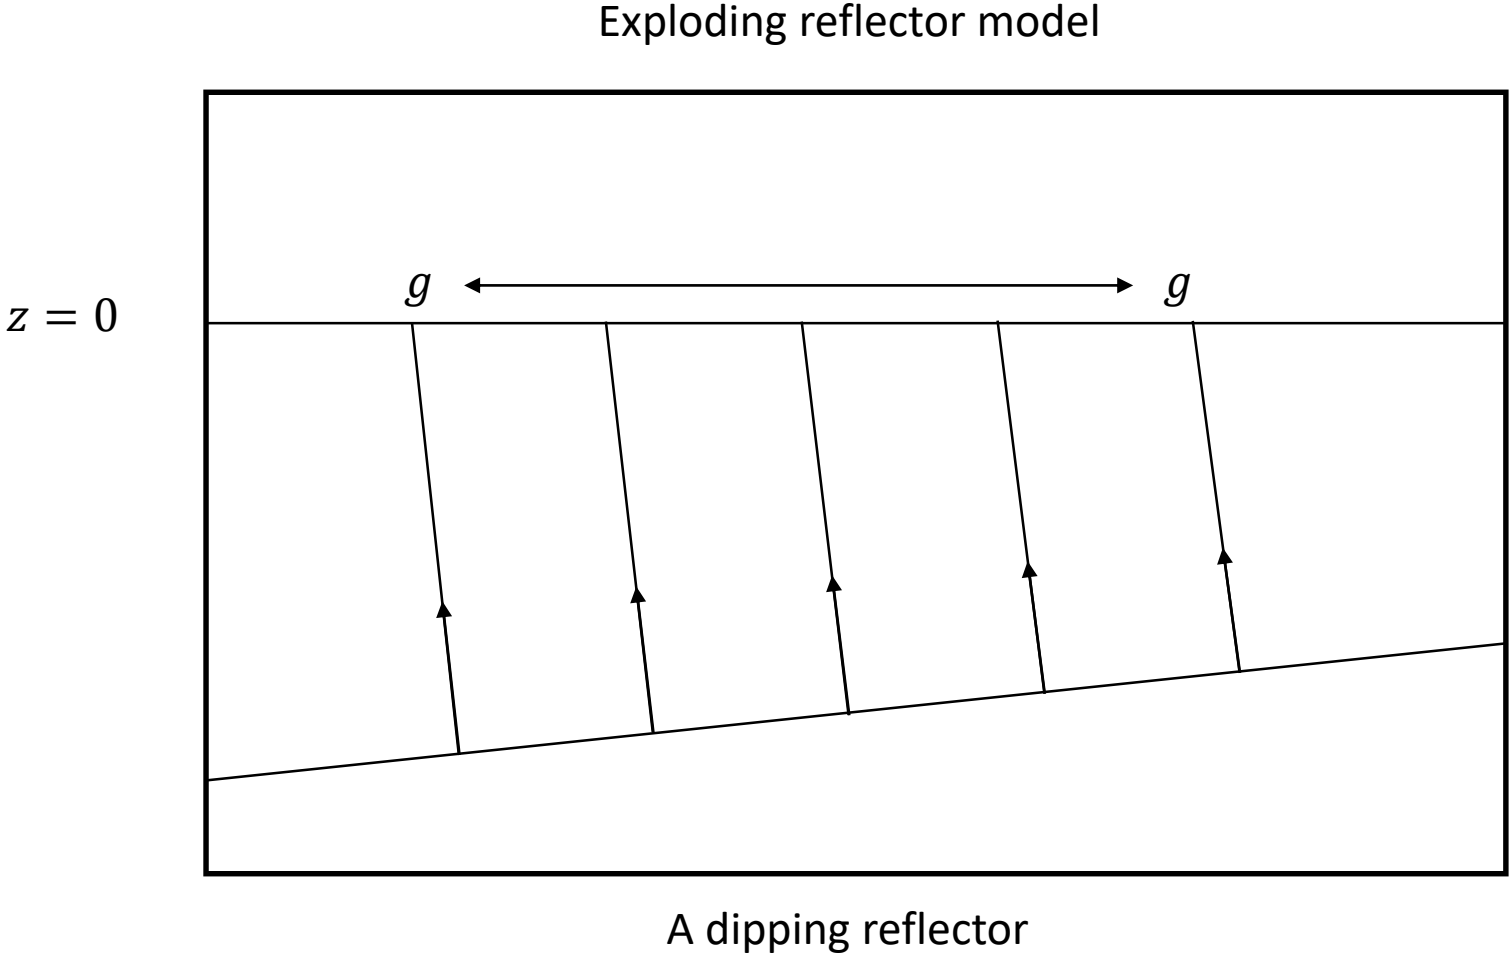 Exploding reflector model
g g
z = 0
A dipping reflector